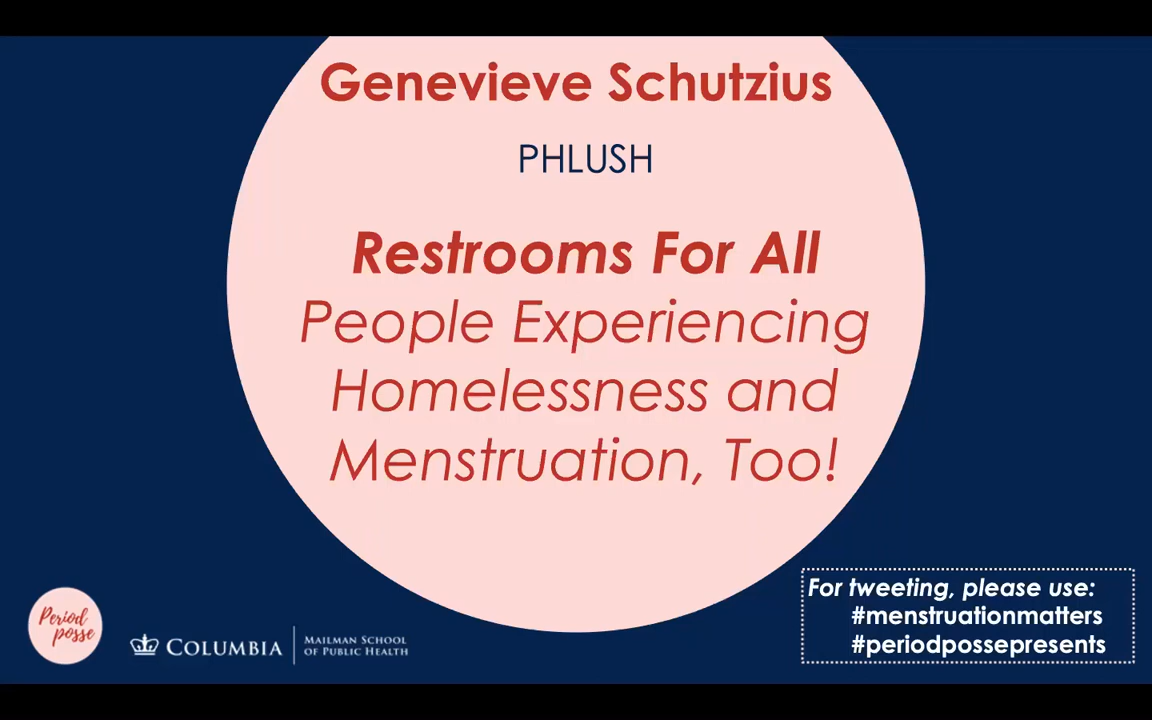 Genevieve Schutzius
PHLUSH
Restrooms For All
People Experiencing
Homelessness and
Menstruation, Too!
Period
posse
COLUMBIA
MAILMAN SCHOOL
OF PUBLIC HEALTH
For tweeting, please use:
#menstruationmatters
#periodpossepresents